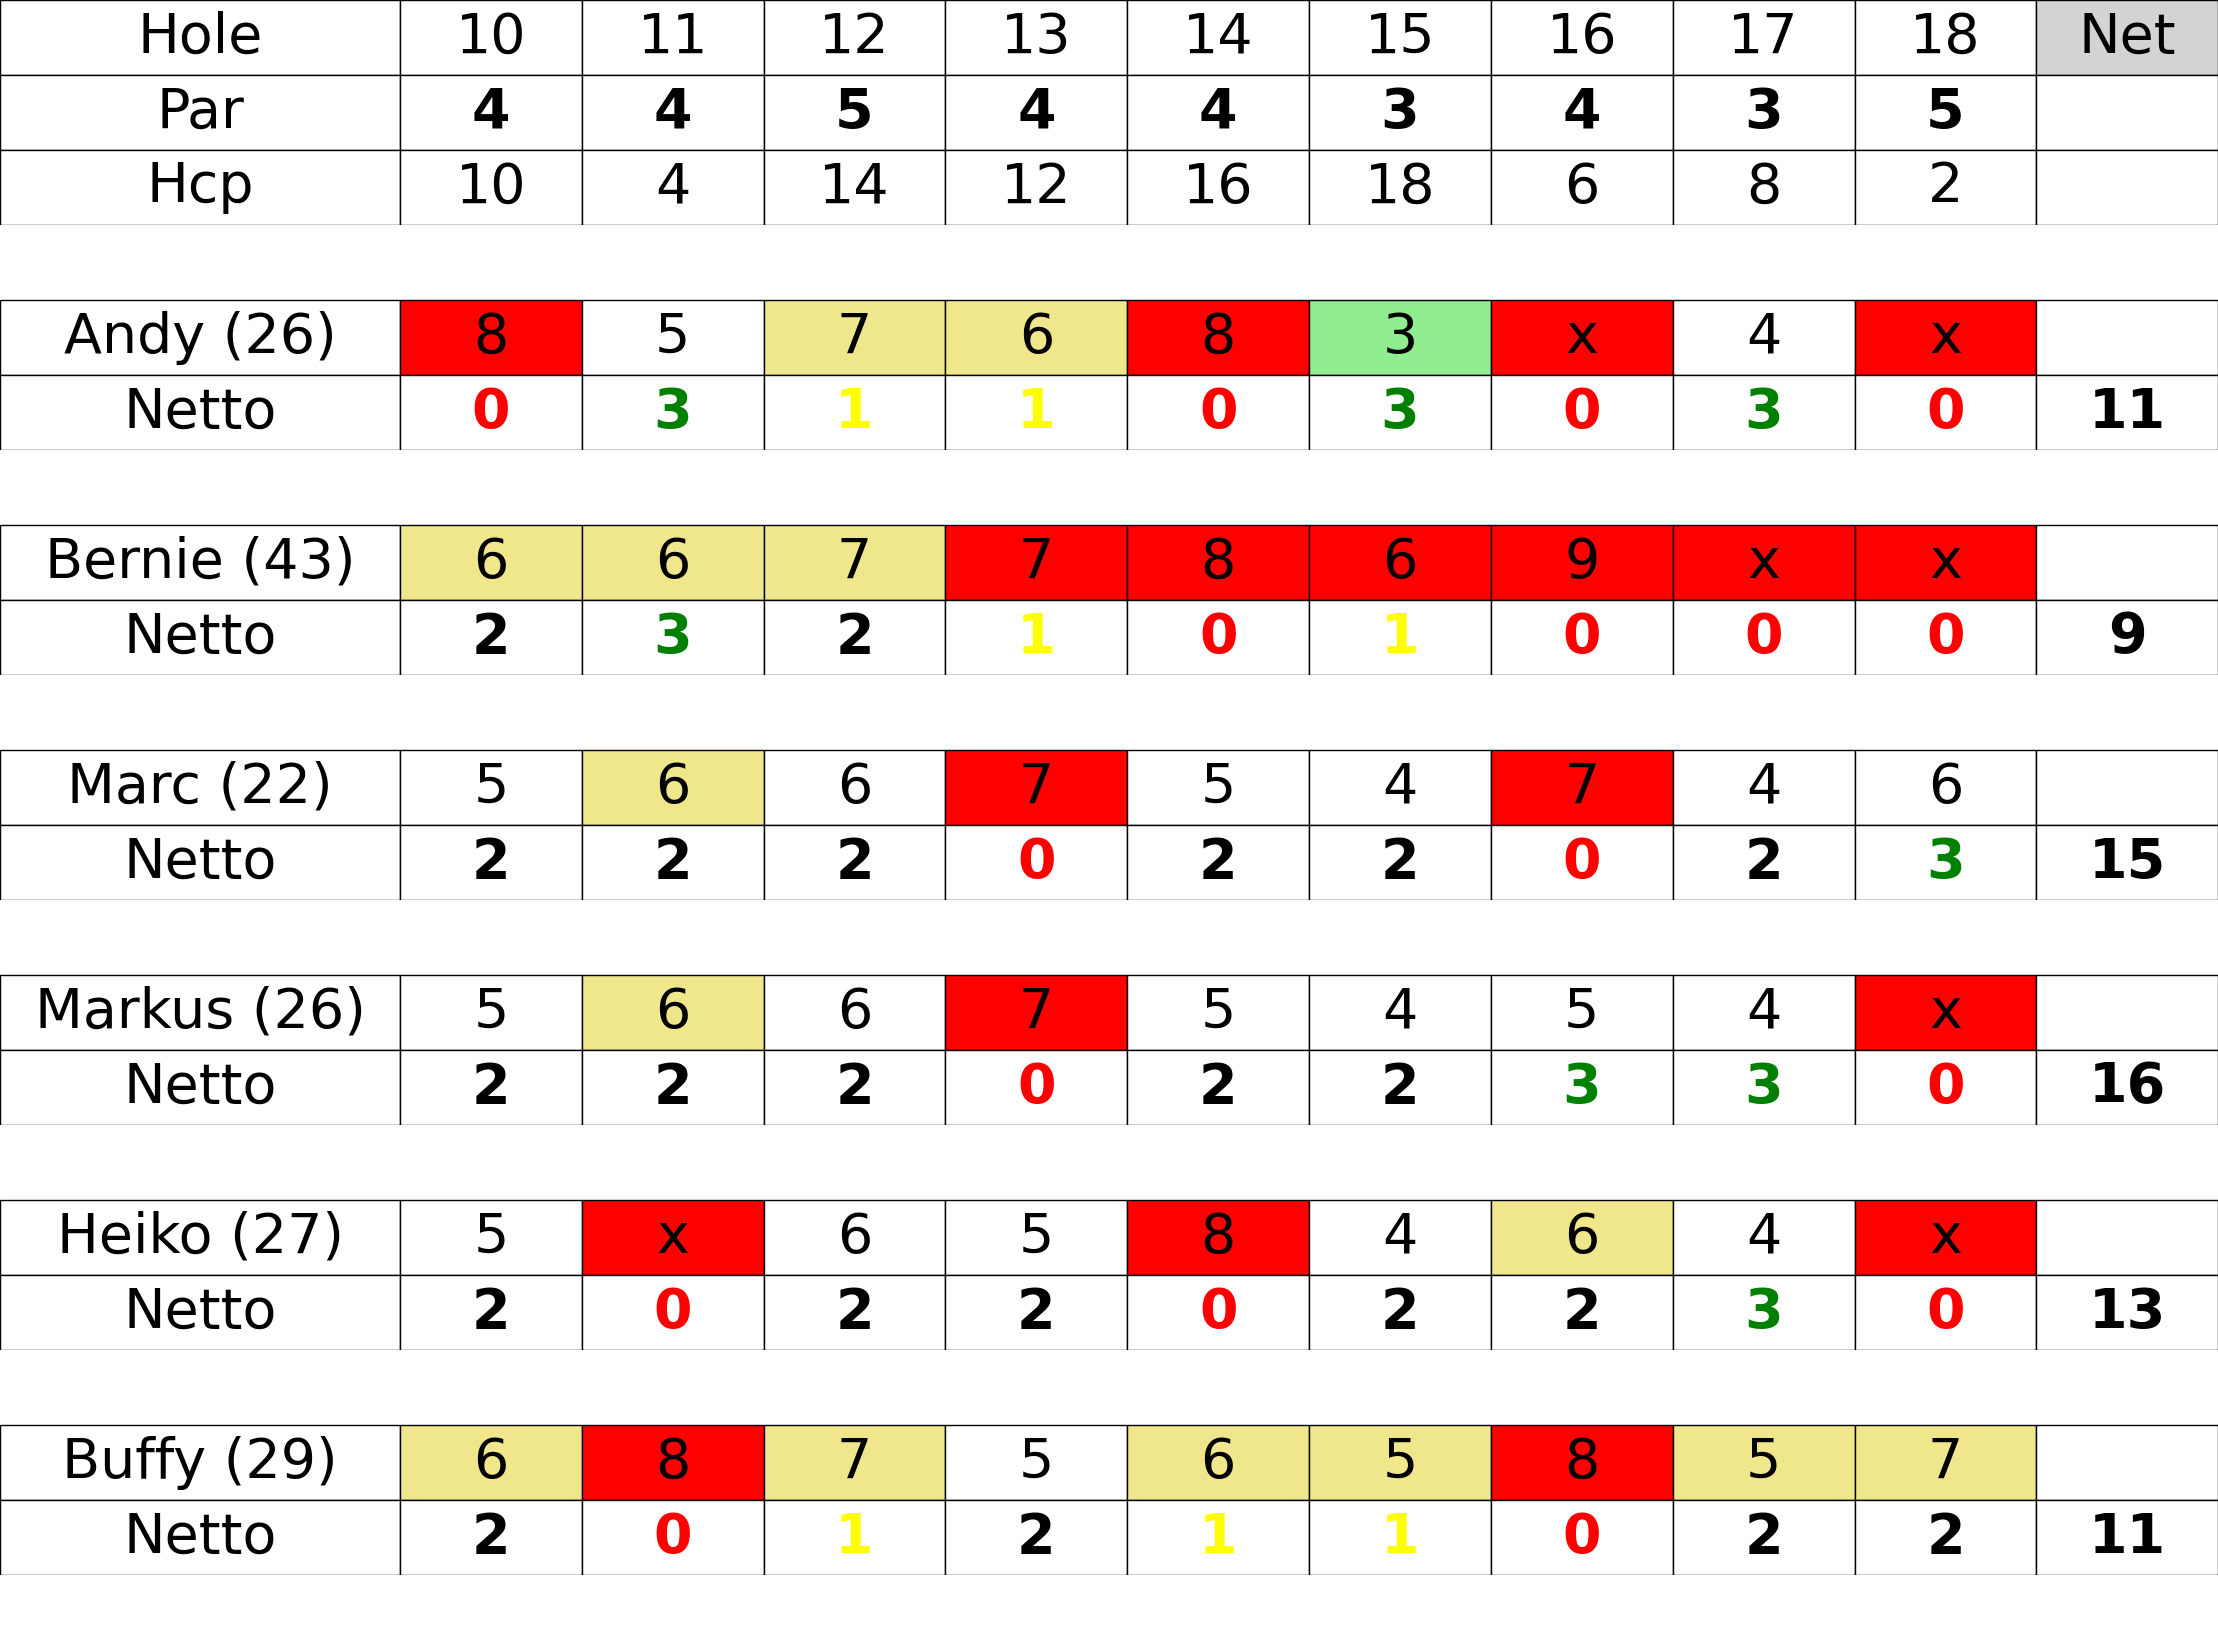 Hole 10 11 12 13 14 15 16 17 18 Net
Par 4 4 5 4 4 3 4 3 5
Hcp 10 4 14 12 16 18 6 8 2
Andy (26) 8 5 7 6 8 3 x 4 x
Netto 0 3 1 1 0 3 0 3 0 11
Bernie (43) 6 6 7 7 8 6 9 x x
Netto 2 3 2 1 0 1 0 0 0 9
Marc (22) 5 6 6 7 5 4 7 4 6
Netto 2 2 2 0 2 2 0 2 3 15
Markus (26) 5 6 6 7 5 4 5 4 x
Netto 2 2 2 0 2 2 3 3 0 16
Heiko (27) 5 x 6 5 8 4 6 4 x
Netto 2 0 2 2 0 2 2 3 0 13
Buffy (29) 6 8 7 5 6 5 8 5 7
Netto 2 0 1 2 1 1 0 2 2 11